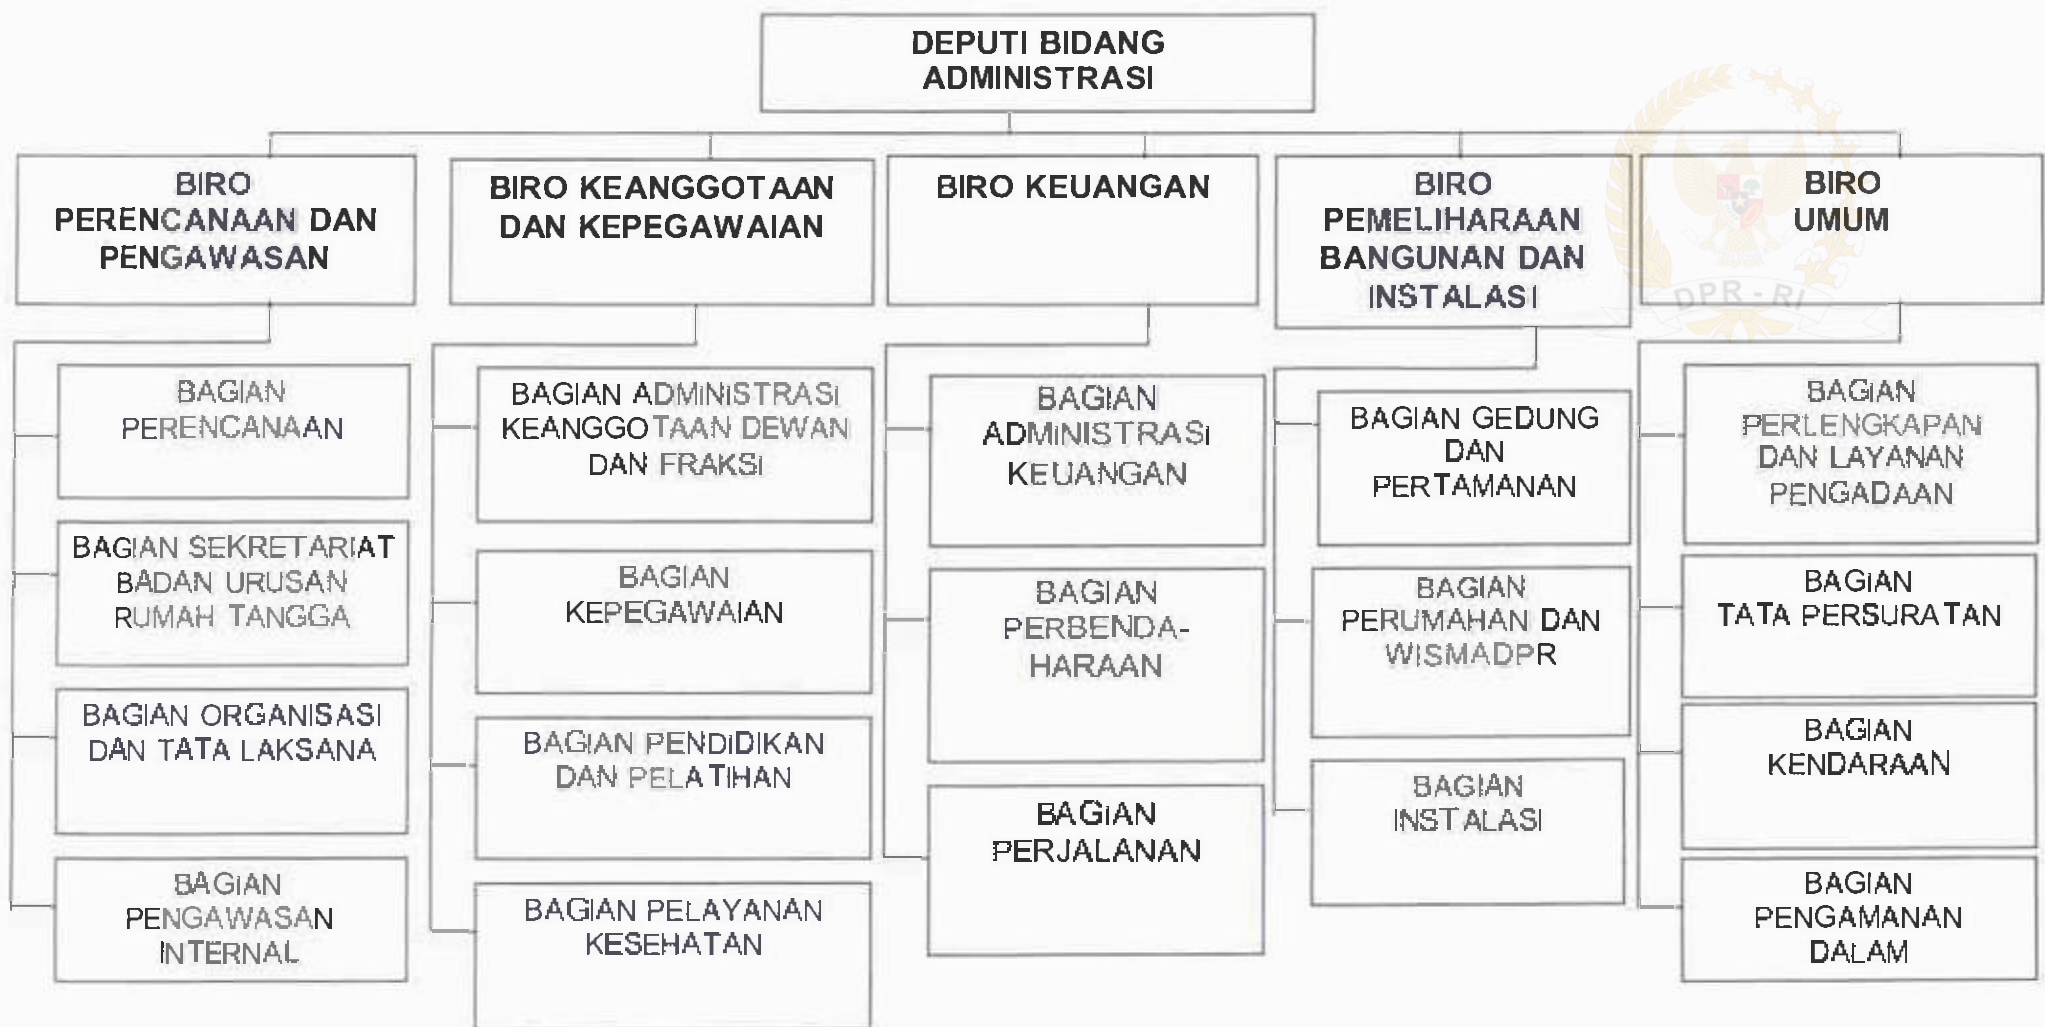 DEPUTI BIDANG
ADMINISTRASI
BIRO
PERENCANAAN DAN
PENGAWASAN
BIRO KEANGGOTAAN
DAN KEPEGAWAIAN
BIRO KEUANGAN
BIRO
PEMELIHARAAN
BANGUNAN DAN
INSTALASI
BIRO
UMUM
DPR - RI
BAGIAN
PERENCANAAN
BAGIAN SEKRETARIAT
BADAN URUSAN
RUMAH TANGGA
BAGIAN ORGANISASI
DAN TATA LAKSANA
BAGIAN
PENGAWASAN
INTERNAL
BAGIAN ADMINISTRASI
KEANGGOTAAN DEWAN
DAN FRAKSI
BAGIAN
KEPEGAWAIAN
BAGIAN PENDIDIKAN
DAN PELATIHAN
BAGIAN PELAYANAN
KESEHATAN
BAGIAN
ADMINISTRASI
KEUANGAN
BAGIAN
PERBENDA-
HARAAN
BAGIAN
PERJALANAN
BAGIAN GEDUNG
DAN
PERTAMANAN
BAGIAN
PERUMAHAN DAN
WISMADPR
BAGIAN
INSTALASI
BAGIAN
PERLENGKAPAN
DAN LAYANAN
PENGADAAN
BAGIAN
TATA PERSURATAN
BAGIAN
KENDARAAN
BAGIAN
PENGAMANAN
DALAM